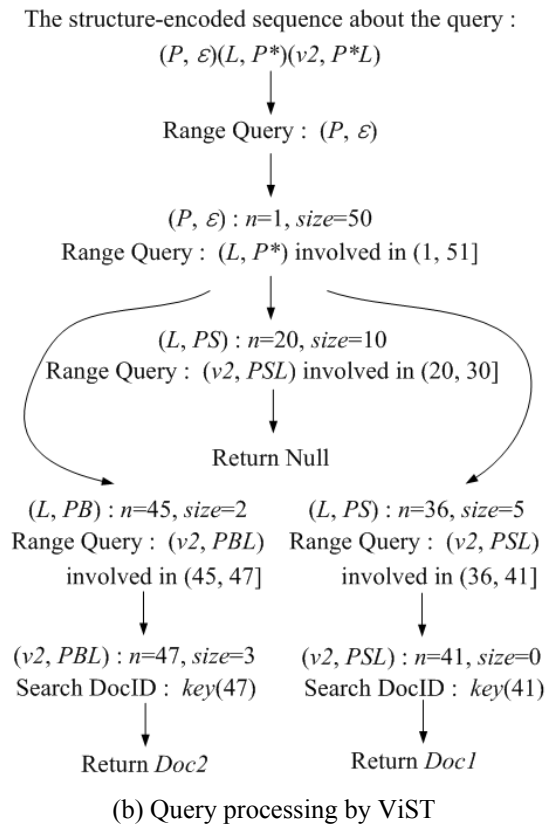 The structure-encoded sequence about the query :
(P, ε)(L, P*)(v2, P*L)
Range Query : (P, ε)
(P, ε) : n=1, size=50
Range Query : (L, P*) involved in (1, 51]
(L, PS) : n=20, size=10
Range Query : (v2, PSL) involved in (20, 30]
Return Null
(L, PB) : n=45, size=2
Range Query : (v2, PBL)
involved in (45, 47]
(v2, PBL) : n=47, size=3
Search DocID : key(47)
Return Doc2
(L, PS) : n=36, size=5
Range Query : (v2, PSL)
involved in (36, 41]
(v2, PSL) : n=41, size=0
Search DocID : key(41)
Return Doc1
(b) Query processing by ViST